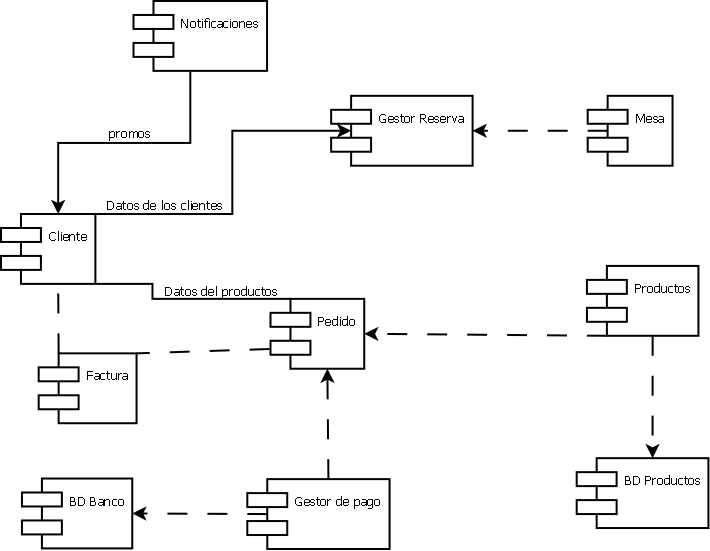 Notificaciones
promos
Gestor Reserva
Mesa
Datos de los clientes
Cliente
Datos del productos
Productos
Pedido
Factura
BD Banco
Gestor de pago
BD Productos